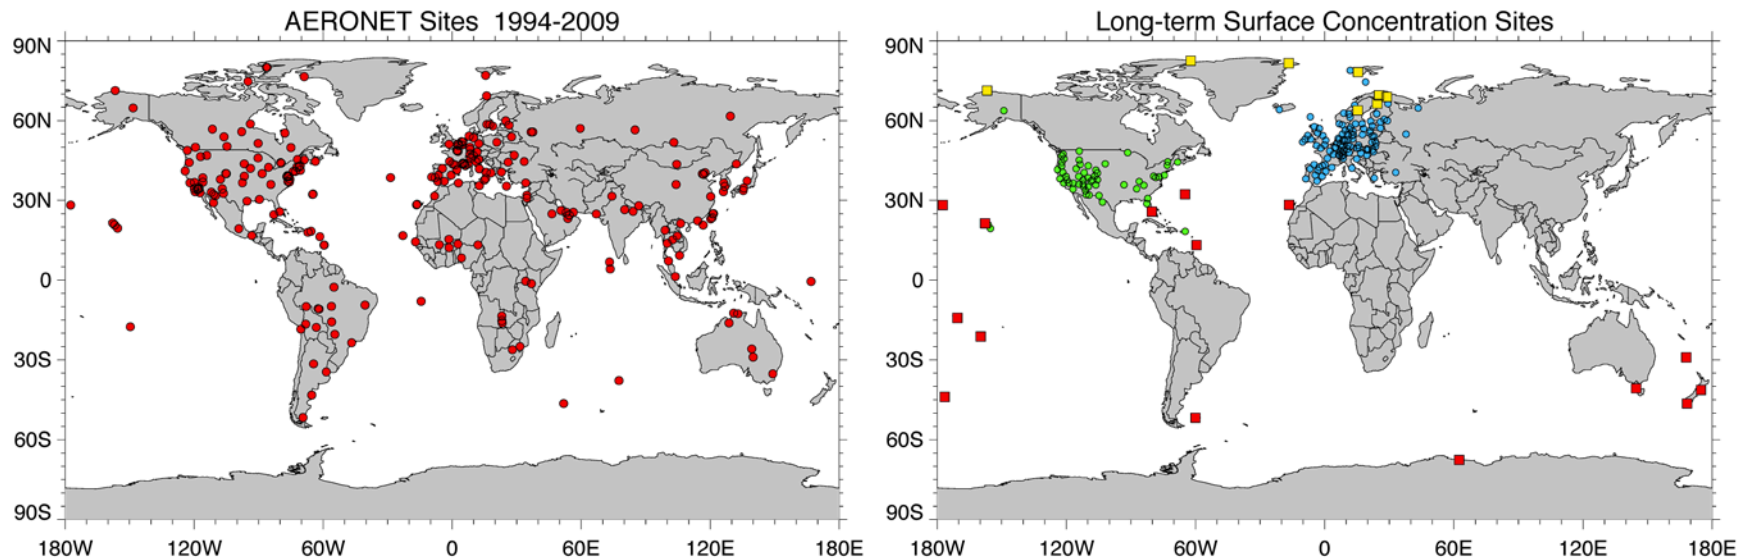 AERONET Sites 1994-2009
90N
60N
30N
0
30S
60S
90S
180W 120W 60W 0 60E 120E 180E
Long-term Surface Concentration Sites
90N
60N
30N
0
30S
60S
90S
180W 120W 60W 0 60E 120E 180E